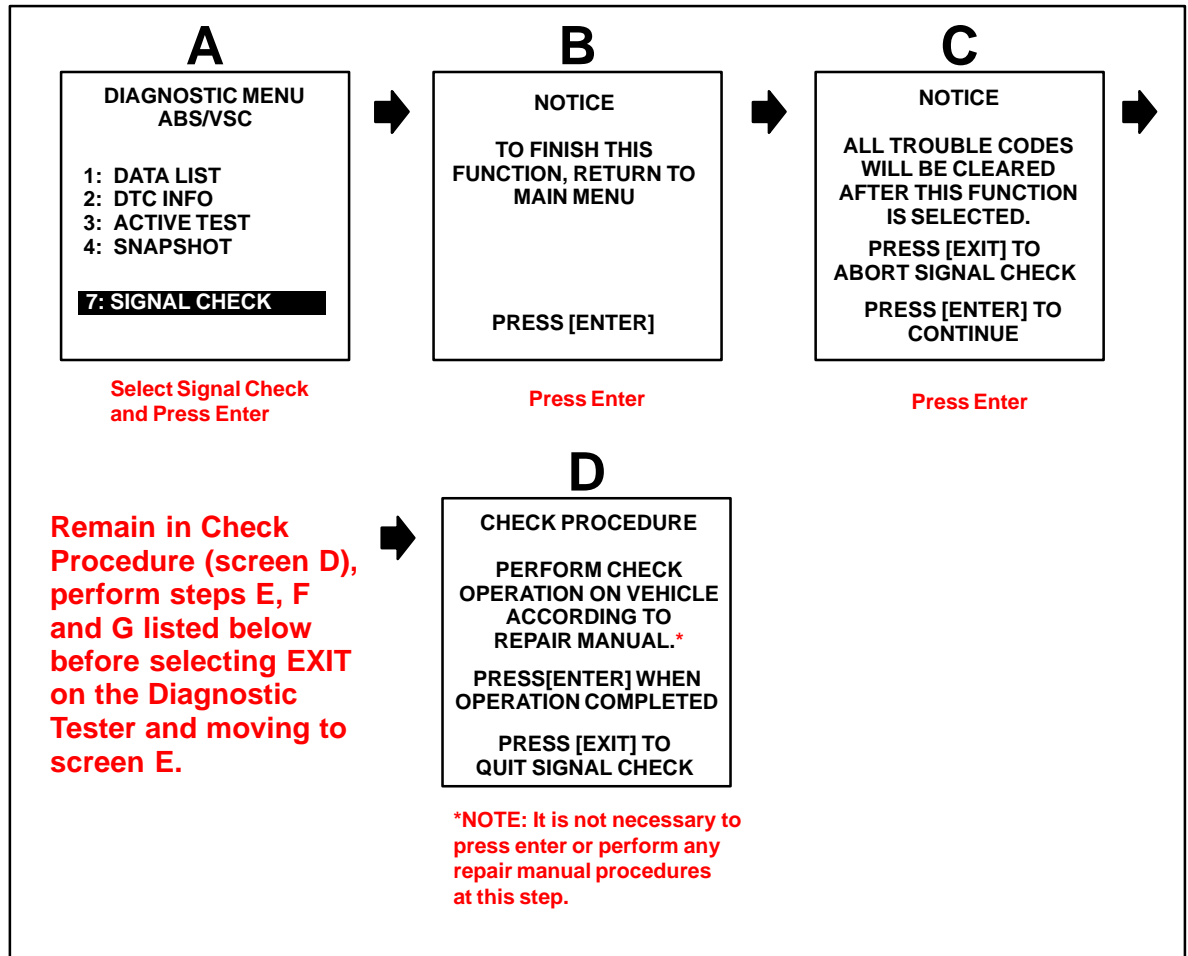 A
DIAGNOSTIC MENU
ABS/VSC
1: DATA LIST
2: DTC INFO
3: ACTIVE TEST
4: SNAPSHOT
7: SIGNAL CHECK
Select Signal Check
and Press Enter
B
NOTICE
TO FINISH THIS
FUNCTION, RETURN TO
MAIN MENU
PRESS [ENTER]
Press Enter
C
NOTICE
ALL TROUBLE CODES
WILL BE CLEARED
AFTER THIS FUNCTION
IS SELECTED.
PRESS [EXIT] TO
ABORT SIGNAL CHECK
PRESS [ENTER] TO
CONTINUE
Press Enter
Remain in Check
Procedure (screen D),
perform steps E, F
and G listed below
before selecting EXIT
on the Diagnostic
Tester and moving to
screen E.
D
CHECK PROCEDURE
PERFORM CHECK
OPERATION ON VEHICLE
ACCORDING TO
REPAIR MANUAL.*
PRESS[ENTER] WHEN
OPERATION COMPLETED
PRESS [EXIT] TO
QUIT SIGNAL CHECK
*NOTE: It is not necessary to
press enter or perform any
repair manual procedures
at this step.